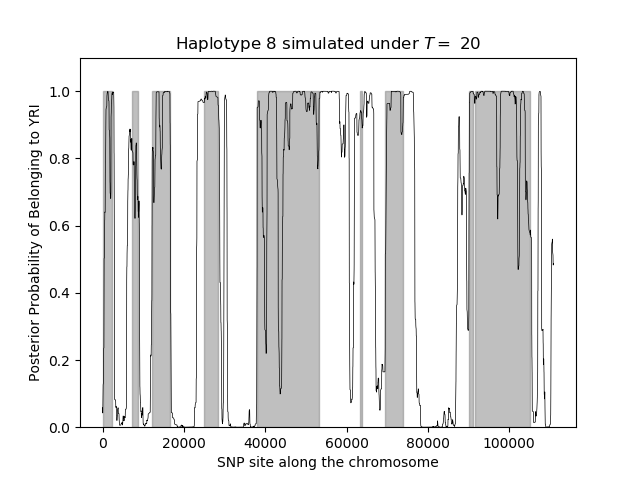 Haplotype 8 simulated under T = 20
Posterior Probability of Belonging to YRI
1.0
0.8
0.6
0.4
0.2
0.0
0 20000 40000 60000 80000 100000
SNP site along the chromosome